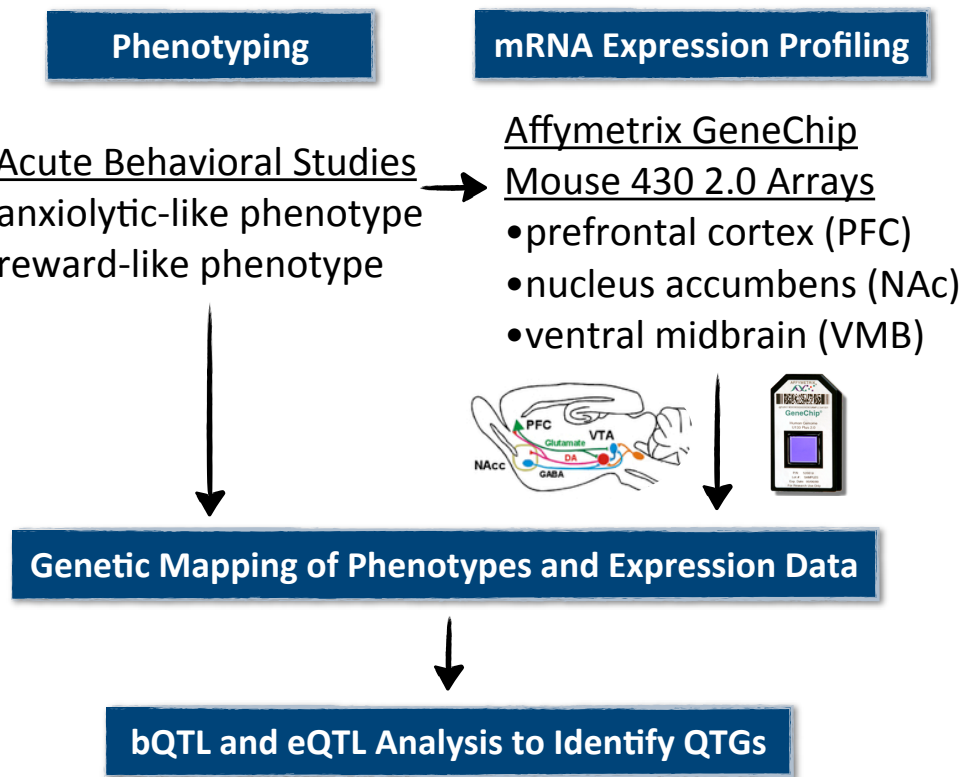 Phenotyping
mRNA Expression Profiling
Acute Behavioral Studies
anxiolytic-like phenotype
reward-like phenotype
Affymetrix GeneChip
Mouse 430 2.0 Arrays
•prefrontal cortex (PFC)
•nucleus accumbens (NAc)
•ventral midbrain (VMB)
PFC
VTA
Glutamate
NAcc
DA
GABA
AFFYMETRIX
GeneChip®
Genetic Mapping of Phenotypes and Expression Data
bQTL and eQTL Analysis to Identify QTGs